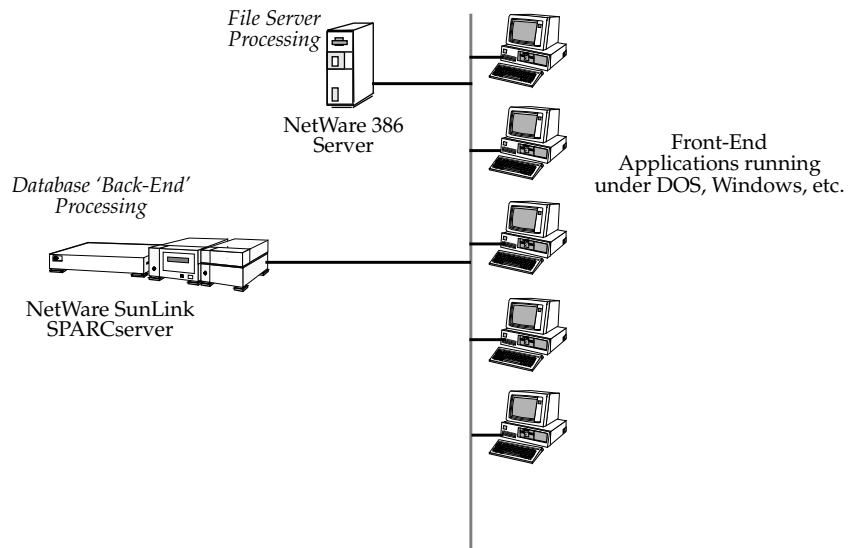 File Server
Processing
NetWare 386
Server
Front-End
Applications running
under DOS, Windows, etc.
Database ‘Back-End’
Processing
NetWare SunLink
SPARCserver